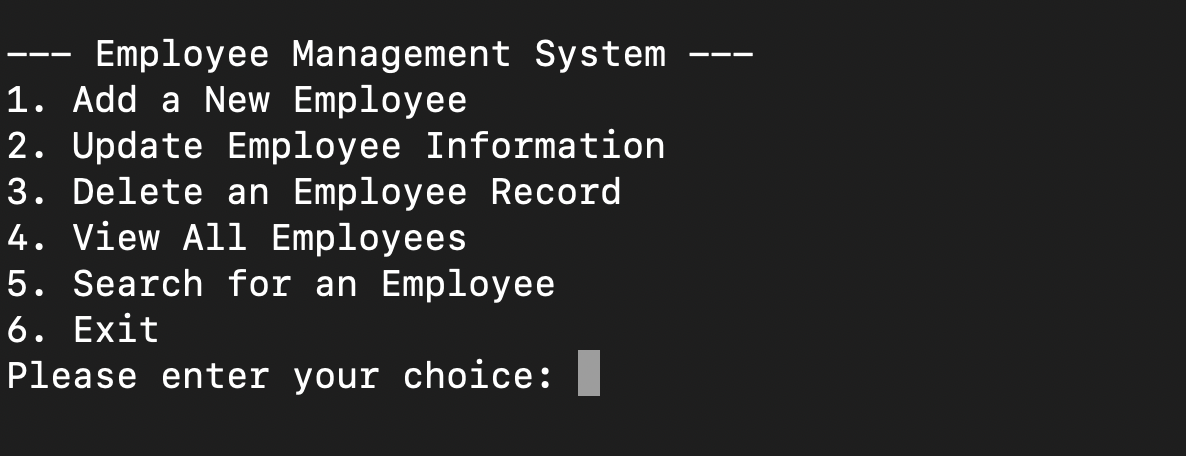 --- Employee Management System ---
1. Add a New Employee
2. Update Employee Information
3. Delete an Employee Record
4. View All Employees
5. Search for an Employee
6. Exit
Please enter your choice: